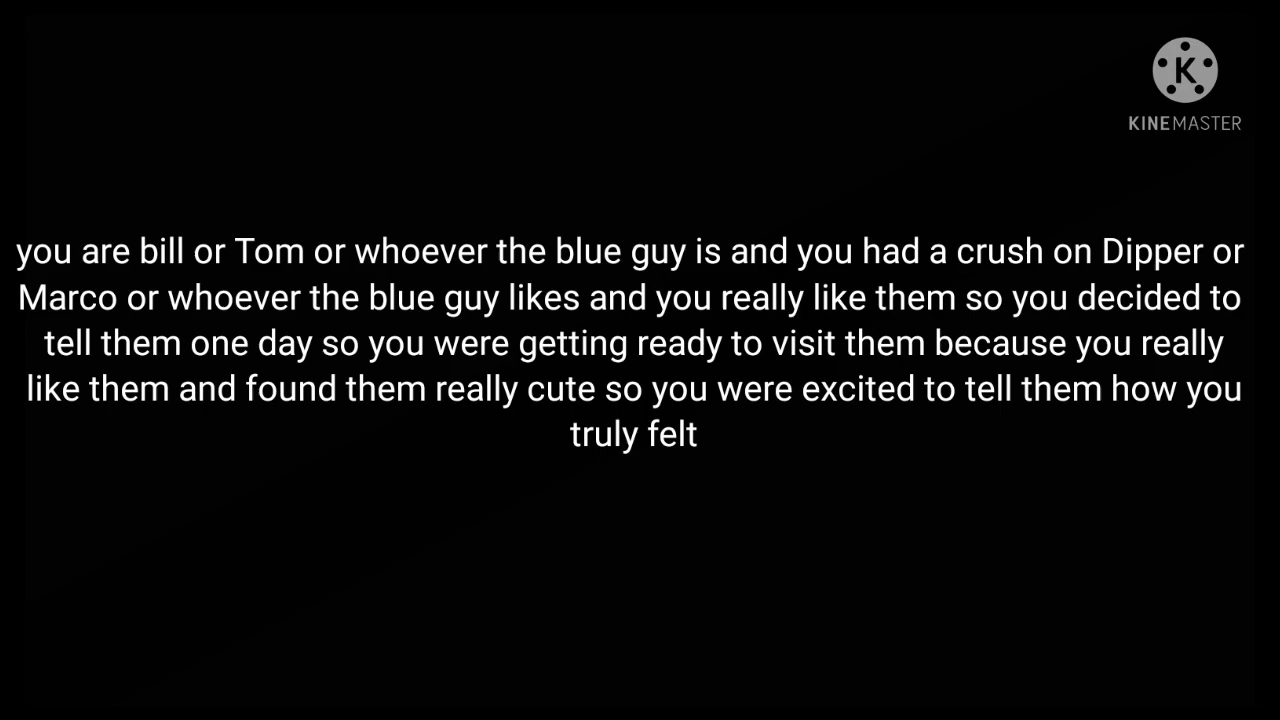 K
KINEMASTER
you are bill or Tom or whoever the blue guy is and you had a crush on Dipper or
Marco or whoever the blue guy likes and you really like them so you decided to
tell them one day so you were getting ready to visit them because you really
like them and found them really cute so you were excited to tell them how you
truly felt